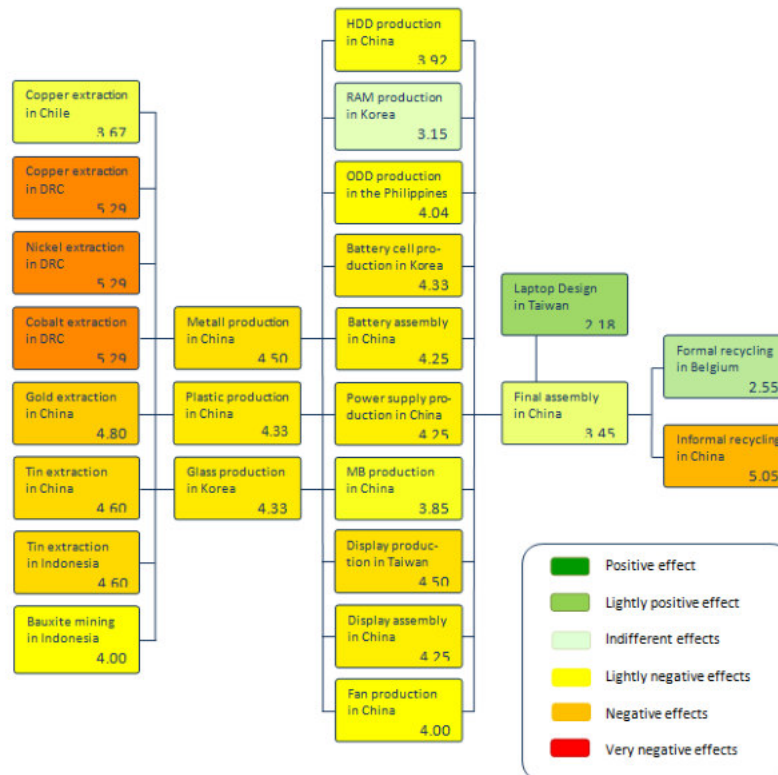 Copper extraction
in Chile
3.67
Copper extraction
in DRC
5.29
Nickel extraction
in DRC
5.29
Cobalt extraction
in DRC
5.29
Gold extraction
in China
4.80
Tin extraction
in China
4.60
Tin extraction
in Indonesia
4.60
Bauxite mining
in Indonesia
4.00
Metall production
in China
4.50
Plastic production
in China
4.33
Glass production
in Korea
4.33
HDD production
in China
3.92
RAM production
in Korea
3.15
ODD production
in the Philippines
4.04
Battery cell pro-
duction in Korea
4.33
Battery assembly
in China
4.25
Power supply pro-
duction in China
4.25
MB production
in China
3.85
Display produc-
tion in Taiwan
4.50
Display assembly
in China
4.25
Fan production
in China
4.00
Laptop Design
in Taiwan
2.18
Final assembly
in China
3.45
Formal recycling
in Belgium
2.55
Informal recycling
in China
5.05
Positive effect
Lightly positive effect
Indifferent effects
Lightly negative effects
Negative effects
Very negative effects